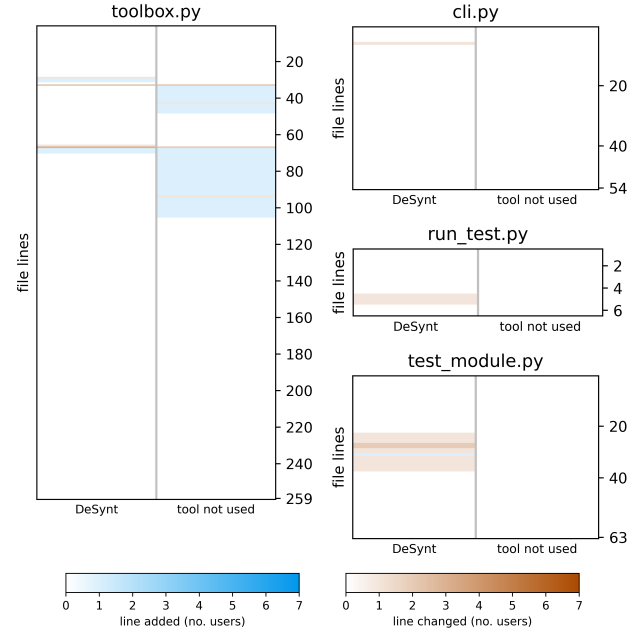 toolbox.py
file lines
20
40
60
80
100
120
140
160
180
200
220
240
259
DeSynt
tool not used
cli.py
file lines
20
40
54
DeSynt
tool not used
run_test.py
file lines
2
4
6
DeSynt
tool not used
test_module.py
file lines
20
40
63
DeSynt
tool not used
0 1 2 3 4 5 6 7
line added (no. users)
0 1 2 3 4 5 6 7
line changed (no. users)